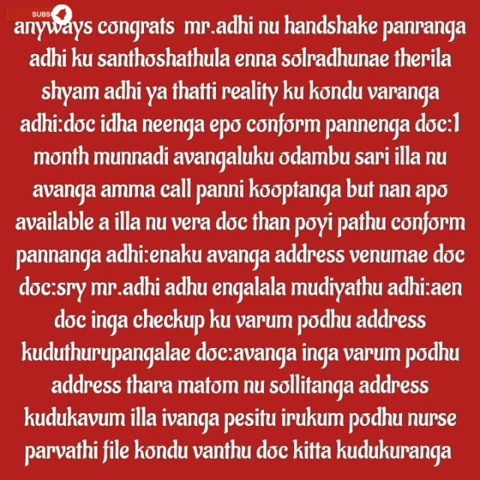 SUBS
anyways congrats mr.adhi nu handshake panranga
adhi ku santhoshathula enna solradhunae therila
shyam adhi ya thatti reality ku kondu varanga
adhi:doc idha neenga epo conform pannenga doc:1
month munnadi avangaluku odambu sari illa nu
avanga amma call panni kooptanga but nan apo
available a illa nu vera doc than poyi pathu conform
pannanga adhi:enaku avanga address venumae doc
doc:sry mr.adhi adhu engalala mudiyathu adhi:aen
doc inga checkup ku varum podhu address
kuduthurupangalae doc:avanga inga varum podhu
address thara matom nu sollitanga address
kudukavum illa ivanga pesitu irukum podhu nurse
parvathi file kondu vanthu doc kitta kudukuranga